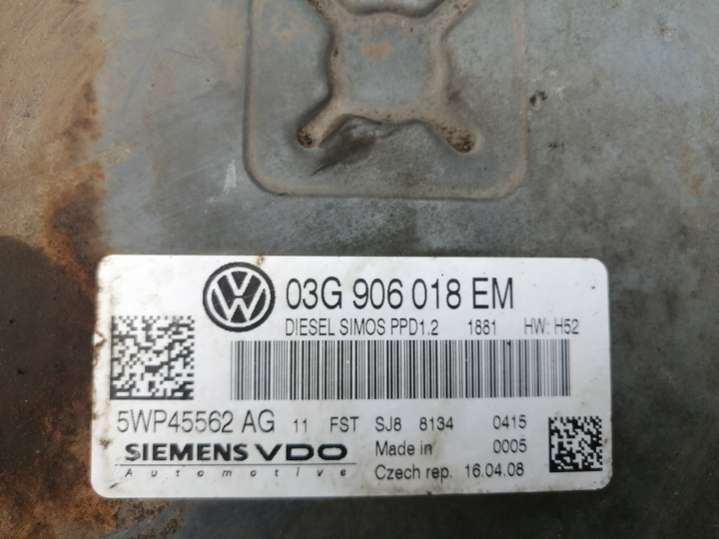 03G 906 018 EM
DIESEL SIMOS PPD1.2 1881 HW: H52
5WP45562 AG 11 FST SJ8 8134 0415
SIEMENS VDO Made in 0005
Automotive Czech rep. 16.04.08